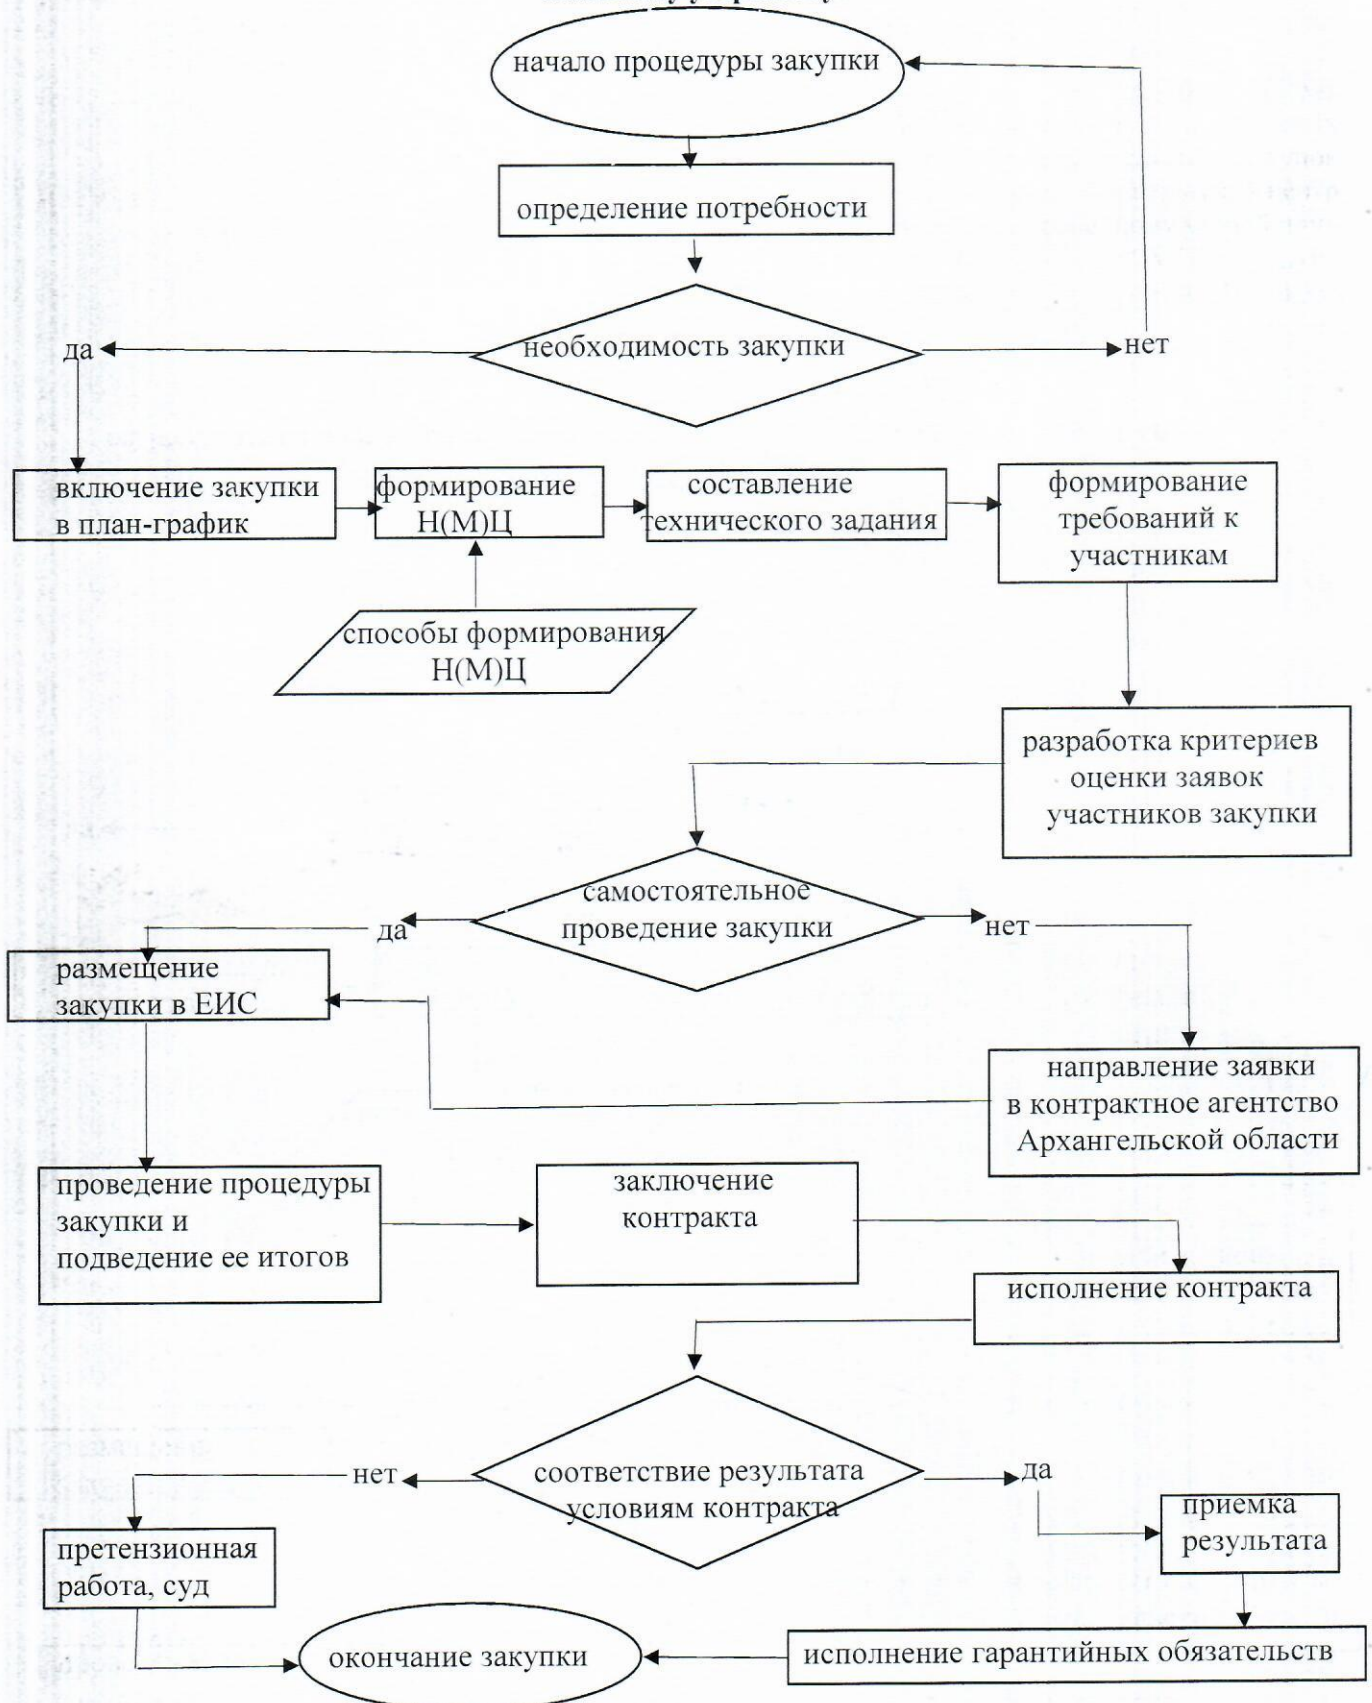 начало процедуры закупки
определение потребности
необходимость закупки
да
нет
включение закупки
в план-график
формирование
Н(М)Ц
составление
технического задания
формирование
требований к
участникам
способы формирования
Н(М)Ц
разработка критериев
оценки заявок
участников закупки
самостоятельное
проведение закупки
да
нет
размещение
закупки в ЕИС
направление заявки
в контрактное агентство
Архангельской области
проведение процедуры
закупки и
подведение ее итогов
заключение
контракта
исполнение контракта
соответствие результата
условиям контракта
нет
да
приемка
результата
претензионная
работа, суд
окончание закупки
исполнение гарантийных обязательств